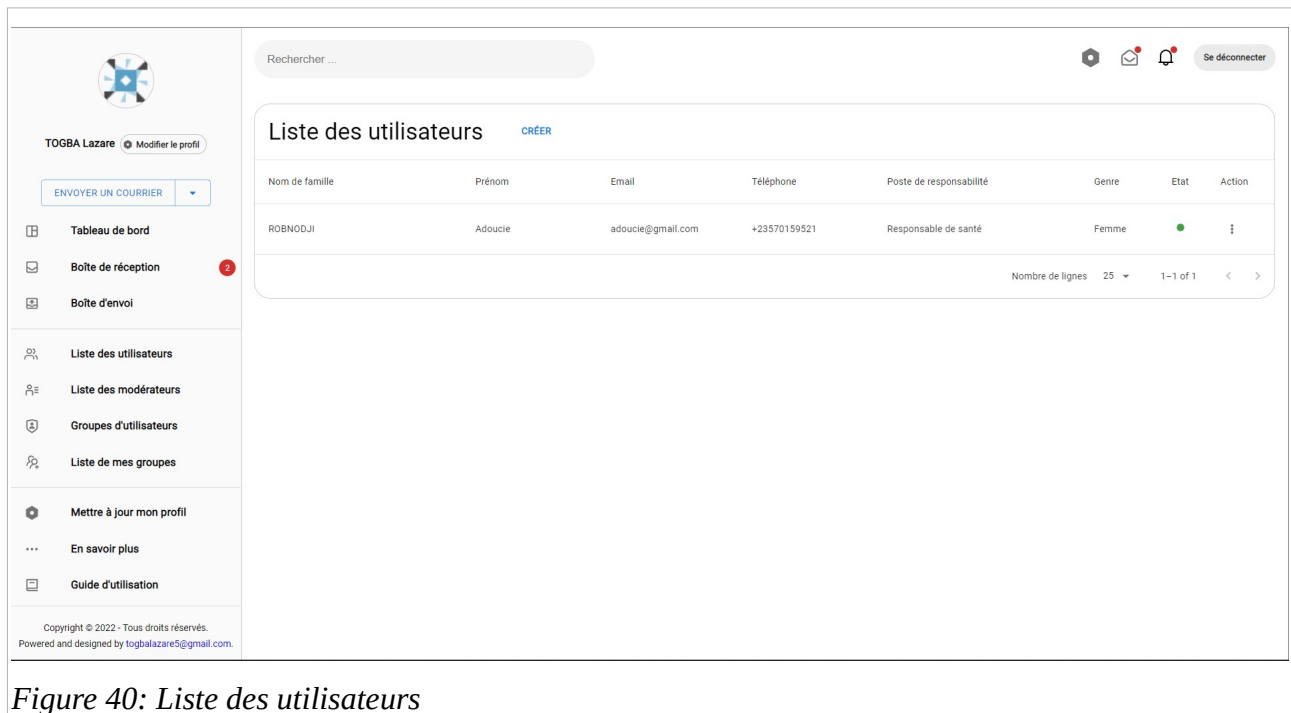 TOGBA Lazare Modifier le profil
ENVOYER UN COURRIER
Tableau de bord
Boîte de réception 2
Boîte d'envoi
Liste des utilisateurs
Liste des modérateurs
Groupes d'utilisateurs
Liste de mes groupes
Mettre à jour mon profil
En savoir plus
Guide d'utilisation
Copyright © 2022 - Tous droits réservés.
Powered and designed by togbalazare5@gmail.com.
Rechercher ...
Se déconnecter
Liste des utilisateurs CRÉER
Nom de famille Prénom Email Téléphone Poste de responsabilité Genre Etat Action
ROBNODJI Adoucie adoucie@gmail.com +23570159521 Responsable de santé Femme
Nombre de lignes 25 1–1 of 1
Figure 40: Liste des utilisateurs